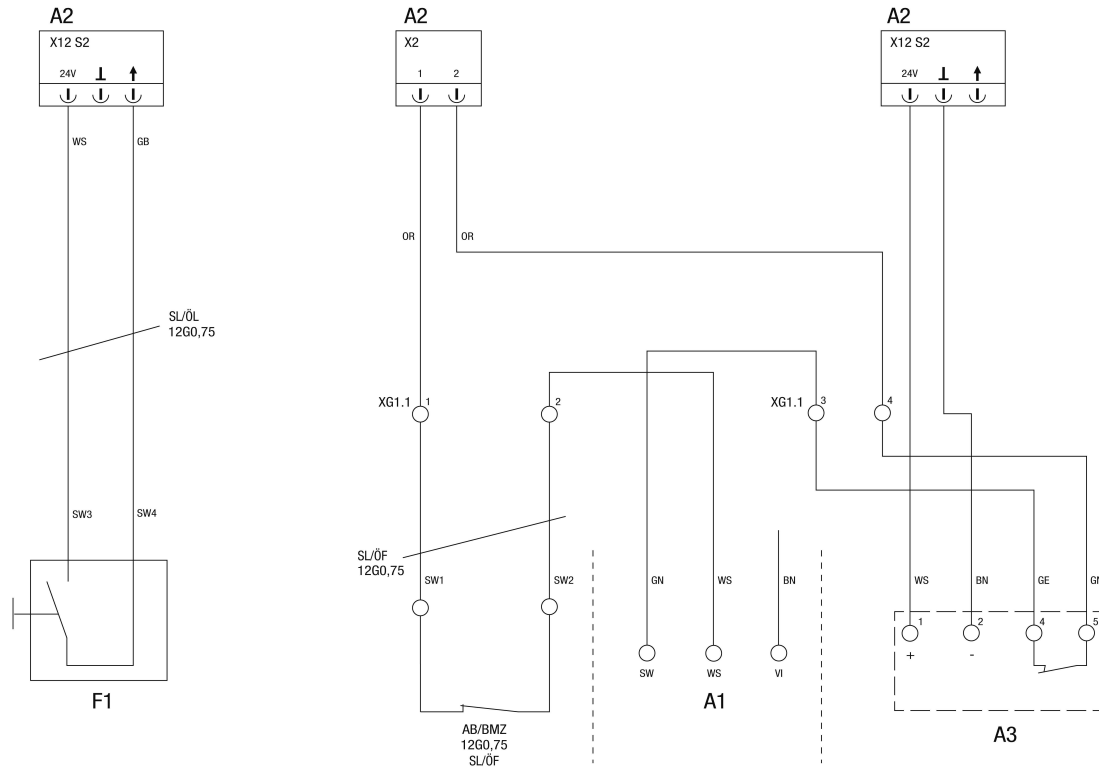 A2
X12 S2
24V
WS
GB
SL/ÖL
12G0,75
SW3
SW4
F1
A2
X2
1 2
OR
OR
XG1.1
1
2
SL/ÖF
12G0,75
SW1
SW2
AB/BMZ
12G0,75
SL/ÖF
XG1.1
3
4
GN
WS
BN
SW
WS
VI
A1
A2
X12 S2
24V
WS
BN
GE
1
2
4
5
+
-
A3